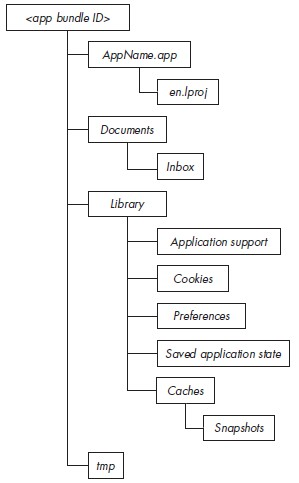 <app bundle ID>
AppName.app
en.lproj
Documents
Inbox
Library
Application support
Cookies
Preferences
Saved application state
Caches
Snapshots
tmp